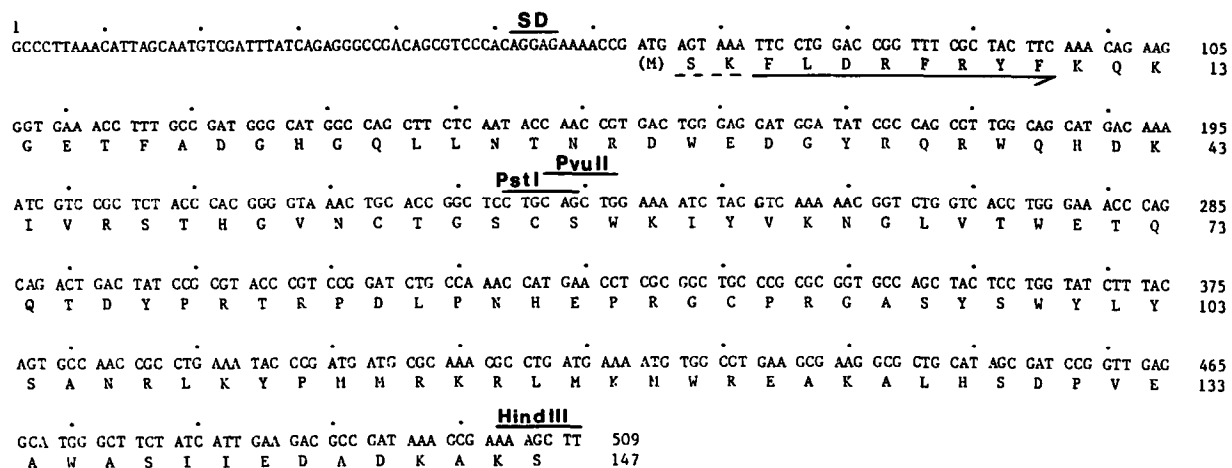 1 SD
GCCCTTAAACATTAGCAATGTCGATTTATCAGAGGGCCGACAGCGTCCCACAGGAGAAAACCG ATG AGT AAA TTC CTG GAC CGG TTT CGC TAC TTC AAA CAG AAG 105
(M) S K F L D R F R Y F K Q K 13
GGT GAA ACC TTT GCC GAT GGG CAT GGC CAG CTT CTC AAT ACC AAC CGT GAC TGG GAG GAT GGA TAT CGC CAG CGT TGG CAG CAT GAC AAA 195
G E T F A D G H G Q L L N T N R D W E D G Y R Q R W Q H D K 43
PvuII
PstI
ATC GTC CGC TCT ACC CAC GGG GTA AAC TGC ACC GGC TCC TGC AGC TGG AAA ATC TAC GTC AAA AAC GGT CTG GTC ACC TGG GAA ACC CAG 285
I V R S T H G V N C T G S C S W K I Y V K N G L V T W E T Q 73
CAG ACT GAC TAT CCG CGT ACC CGT CCG GAT CTG CCA AAC CAT GAA CCT CGC GGC TGC CCG CGC GGT GCC AGC TAC TCC TGG TAT CTT TAC 375
Q T D Y P R T R P D L P N H E P R G C P R G A S Y S W Y L Y 103
AGT GCC AAC CGC CTG AAA TAC CCG ATG ATG CGC AAA CGC CTG ATG AAA ATG TGG CGT GAA GCG AAG GCG CTG CAT AGC GAT CCG GTT GAG 465
S A N R L K Y P M M R K R L M K M W R E A K A L H S D P V E 133
HindIII
GCA TGG GCT TCT ATC ATT GAA GAC GCC GAT AAA GCG AAA AGC TT 509
A W A S I I E D A D K A K S 147